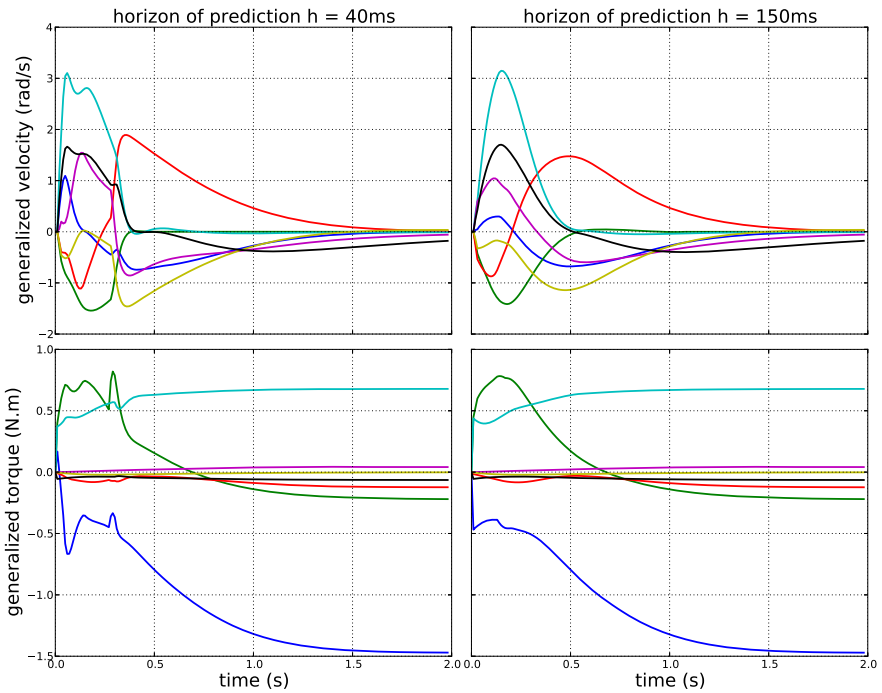 horizon of prediction h = 40ms horizon of prediction h = 150ms
generalized velocity (rad/s)
4
3
2
1
0
−1
−2
generalized torque (N.m)
1.0
0.5
0.0
−0.5
−1.0
−1.5
0.0 0.5 1.0 1.5 2.0 0.0 0.5 1.0 1.5 2.0
time (s) time (s)